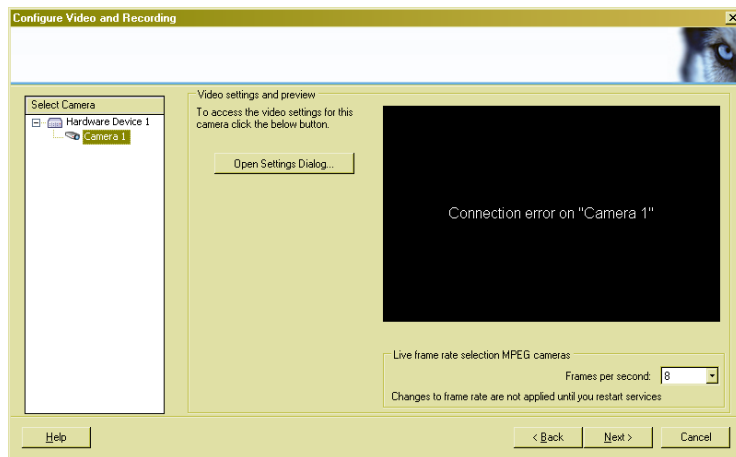 Configure Video and Recording
Select Camera
Hardware Device 1
Camera 1
Video settings and preview
To access the video settings for this
camera click the below button.
Open Settings Dialog...
Connection error on "Camera 1"
Live frame rate selection MPEG cameras
Frames per second: 8
Changes to frame rate are not applied until you restart services
Help
< Back
Next >
Cancel